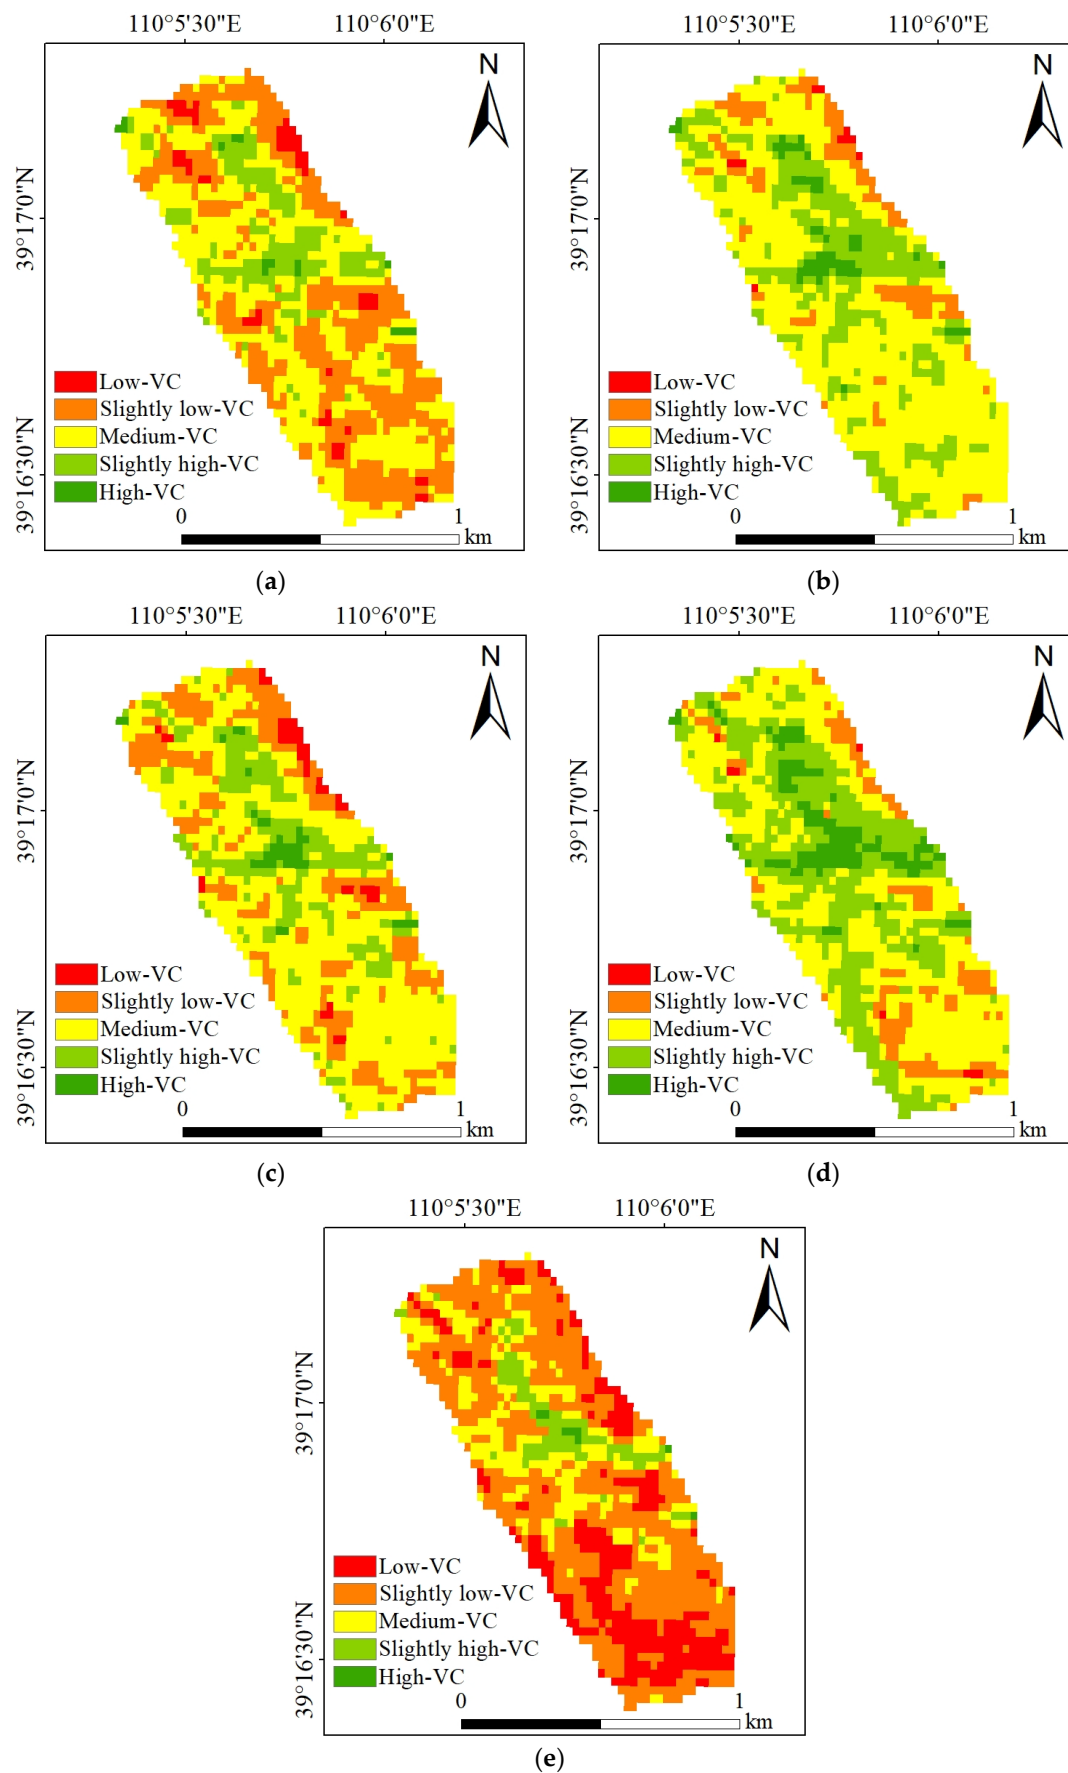 110°5'30"E 110°6'0"E 110°5'30"E 110°6'0"E
N N
39°17'0"N 39°17'0"N
Low-VC Low-VC
Slightly low-VC Slightly low-VC
Medium-VC Medium-VC
Slightly high-VC Slightly high-VC
High-VC High-VC
39°16'30"N 39°16'30"N
0 1 0 1
km km
(a) (b)
110°5'30"E 110°6'0"E 110°5'30"E 110°6'0"E
N N
39°17'0"N 39°17'0"N
Low-VC Low-VC
Slightly low-VC Slightly low-VC
Medium-VC Medium-VC
Slightly high-VC Slightly high-VC
High-VC High-VC
39°16'30"N 39°16'30"N
0 1 0 1
km km
(c) (d)
110°5'30"E 110°6'0"E
N
39°17'0"N
Low-VC
Slightly low-VC
Medium-VC
Slightly high-VC
High-VC
39°16'30"N
0 1
km
(e)